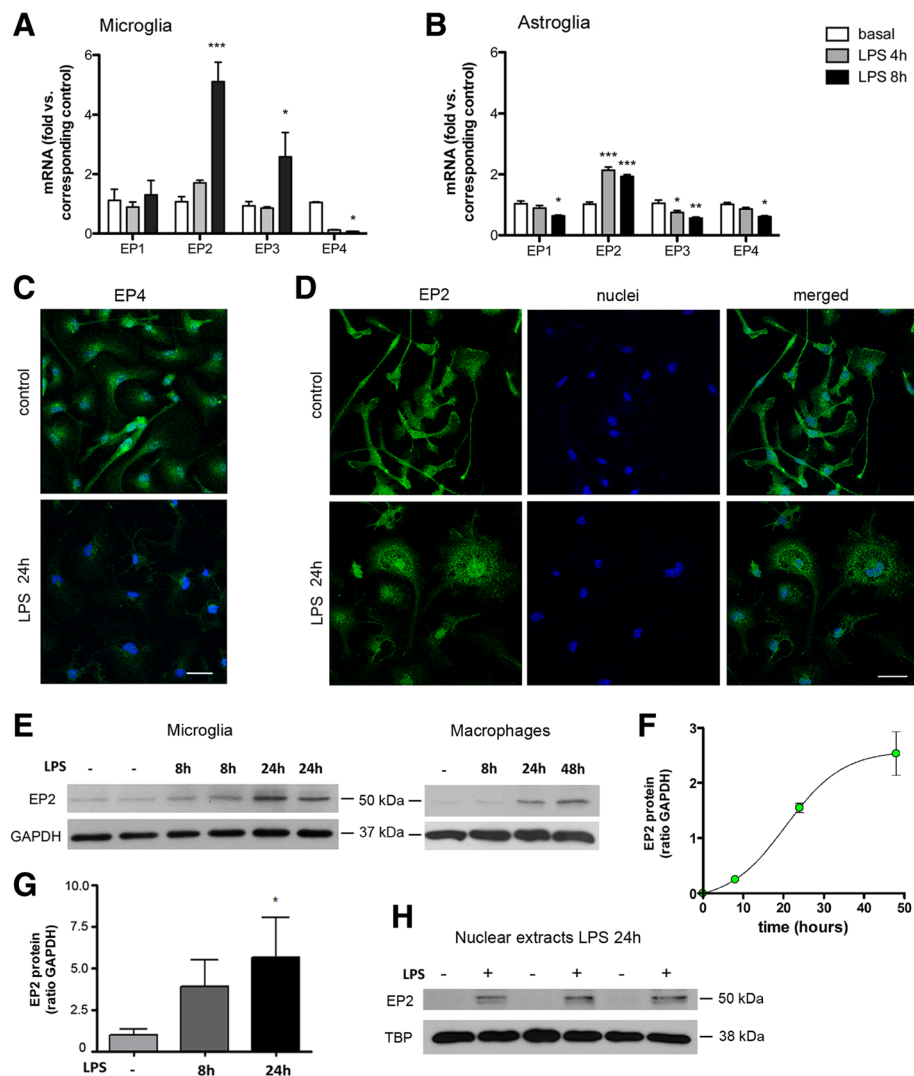 A Microglia
mRNA (fold vs.
corresponding control)
6
4
2
0
***
*
*
EP1 EP2 EP3 EP4
B Astroglia
mRNA (fold vs.
corresponding control)
6
4
2
0
*
*** ***
* **
*
EP1 EP2 EP3 EP4
basal
LPS 4h
LPS 8h
C EP4
control
LPS 24h
D EP2 nuclei merged
control
LPS 24h
E Microglia Macrophages
LPS - - 8h 8h 24h 24h - 8h 24h 48h
EP2 50 kDa
GAPDH 37 kDa
F
EP2 protein
(ratio GAPDH)
3
2
1
0
0 10 20 30 40 50
time (hours)
G
EP2 protein
(ratio GAPDH)
10.0
7.5
5.0
2.5
0
*
LPS - 8h 24h
H
Nuclear extracts LPS 24h
LPS - + - + - +
EP2 50 kDa
TBP 38 kDa